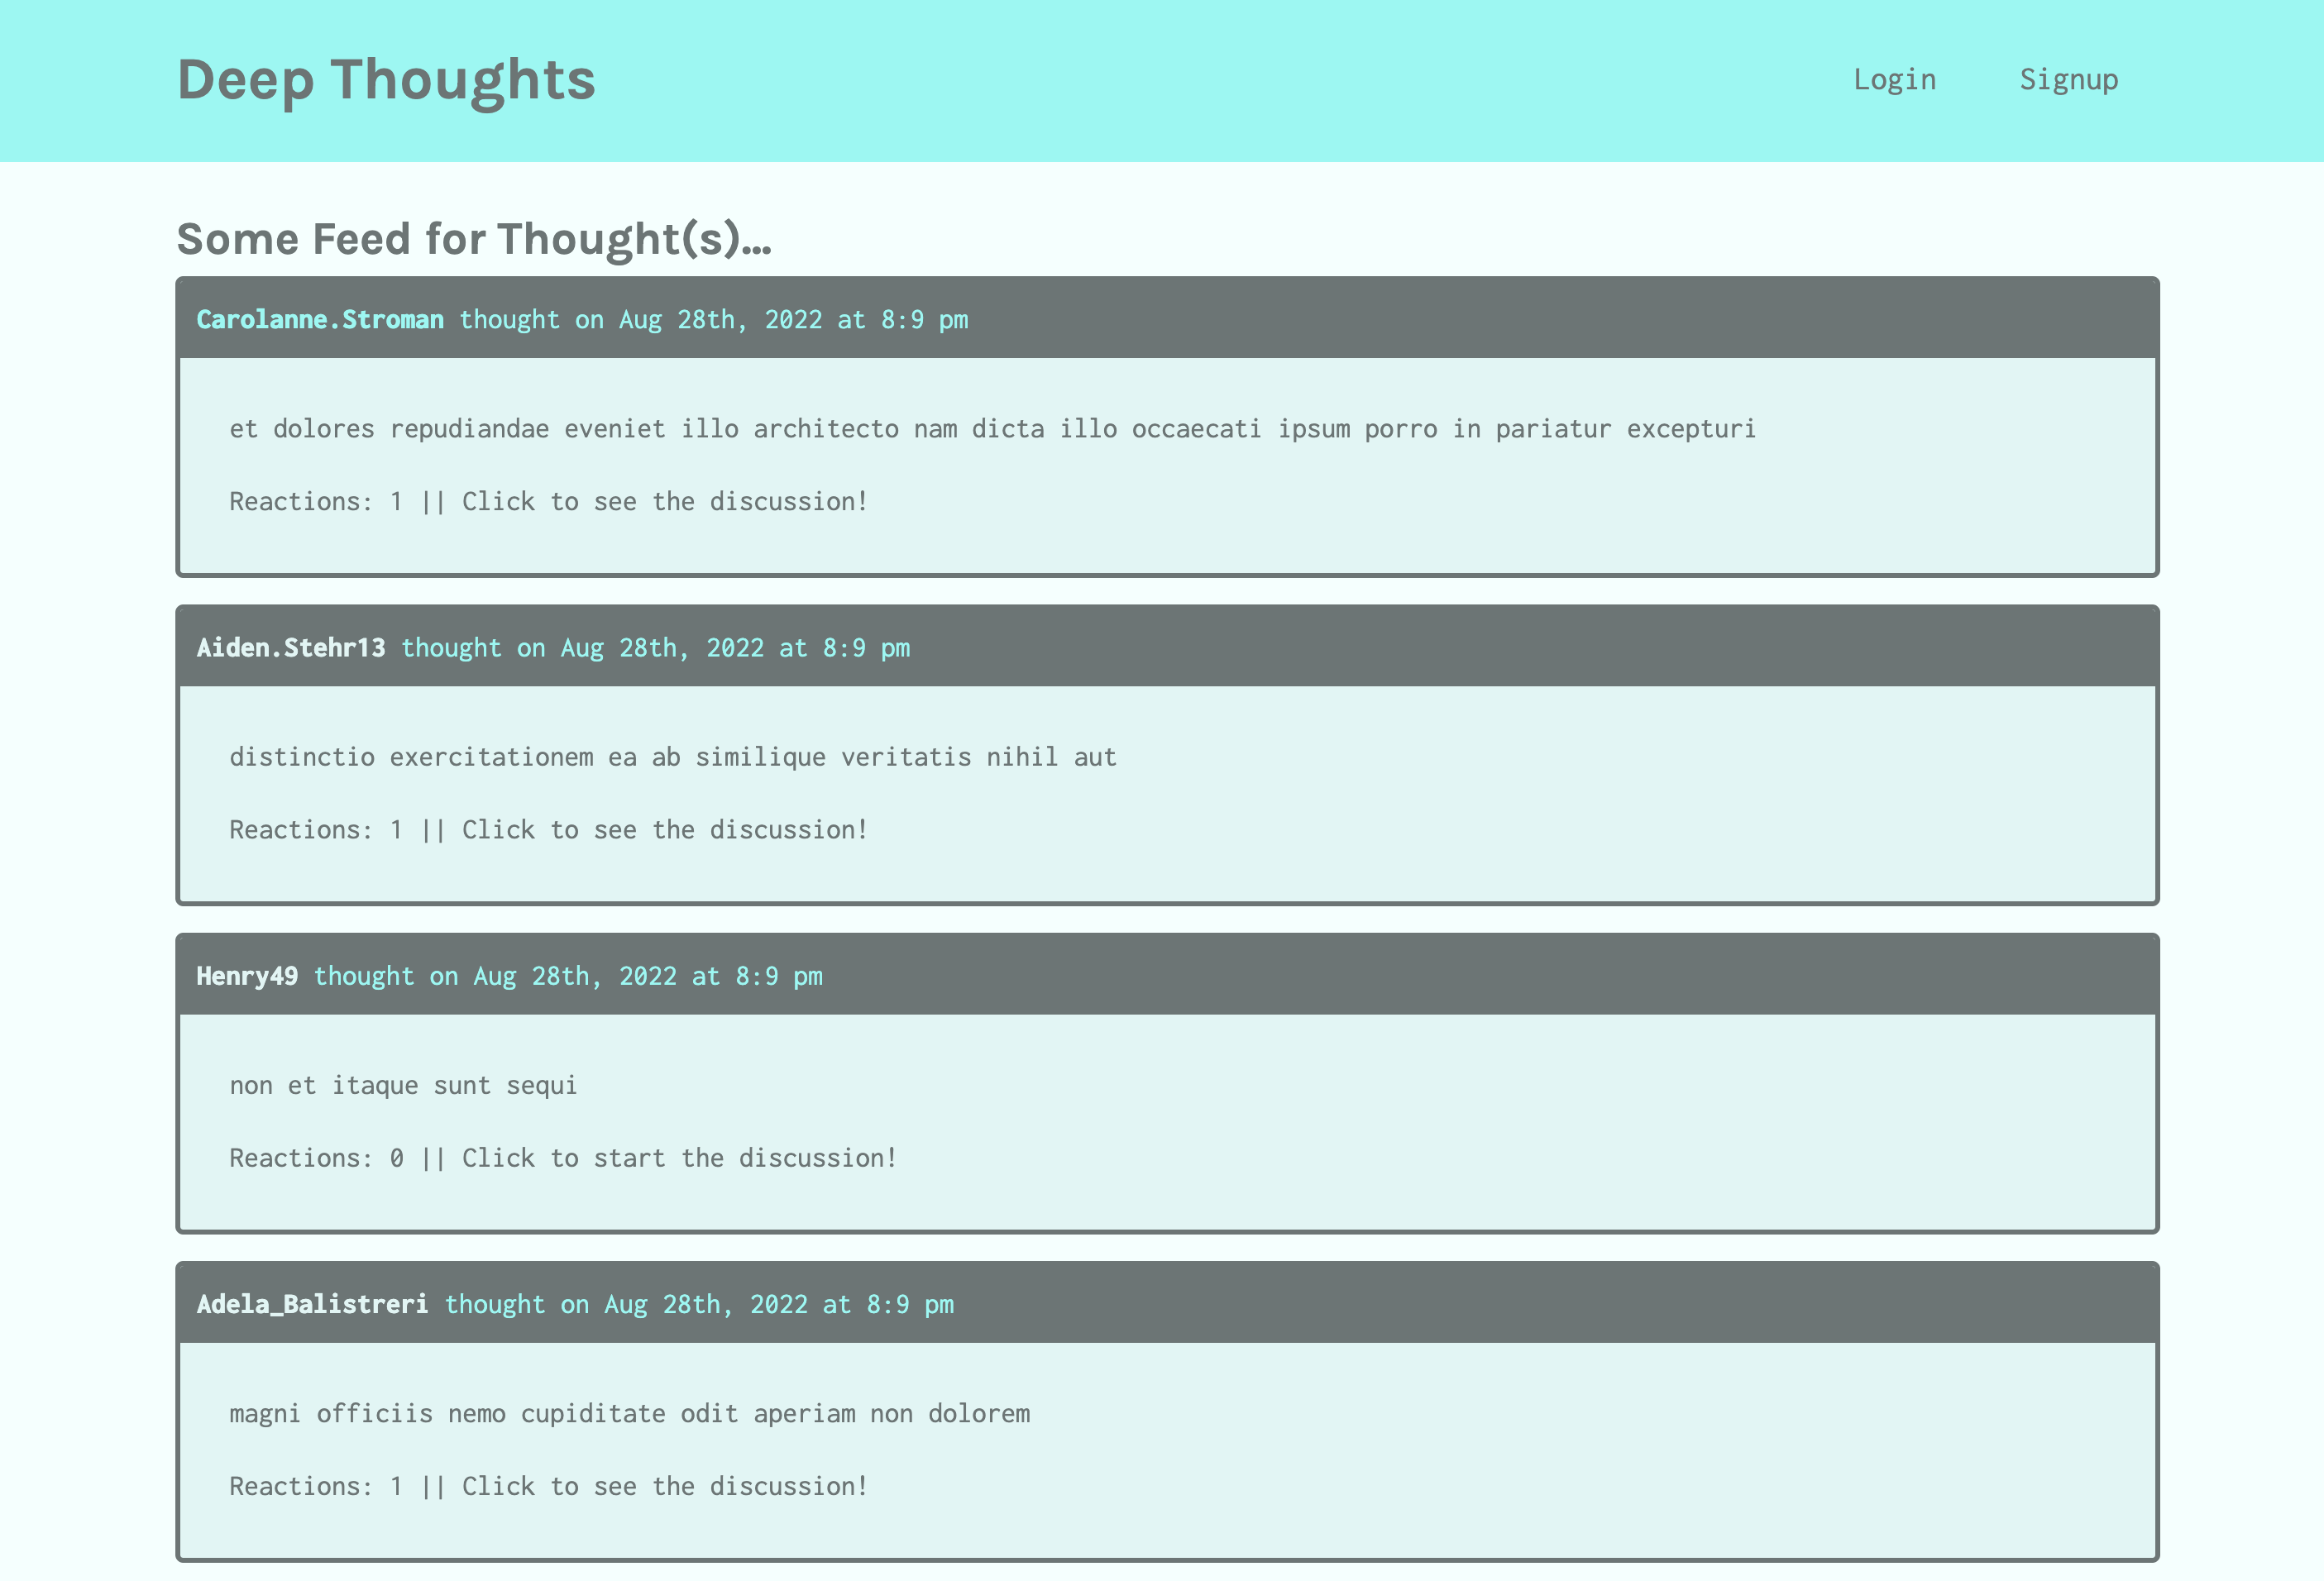 Deep Thoughts
Login
Signup
Some Feed for Thought(s)...
Carolanne.Stroman thought on Aug 28th, 2022 at 8:9 pm
et dolores repudiandae eveniet illo architecto nam dicta illo occaecati ipsum porro in pariatur excepturi
Reactions: 1 || Click to see the discussion!
Aiden.Stehr13 thought on Aug 28th, 2022 at 8:9 pm
distinctio exercitationem ea ab similique veritatis nihil aut
Reactions: 1 || Click to see the discussion!
Henry49 thought on Aug 28th, 2022 at 8:9 pm
non et itaque sunt sequi
Reactions: 0 || Click to start the discussion!
Adela_Balistreri thought on Aug 28th, 2022 at 8:9 pm
magni officiis nemo cupiditate odit aperiam non dolorem
Reactions: 1 || Click to see the discussion!